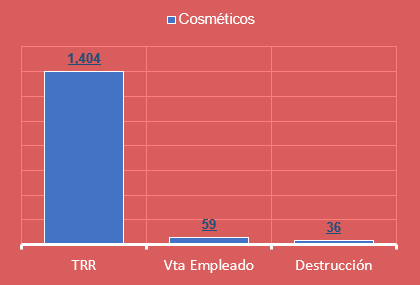 Cosméticos
1.404
59
36
TRR
Vta Empleado
Destrucción